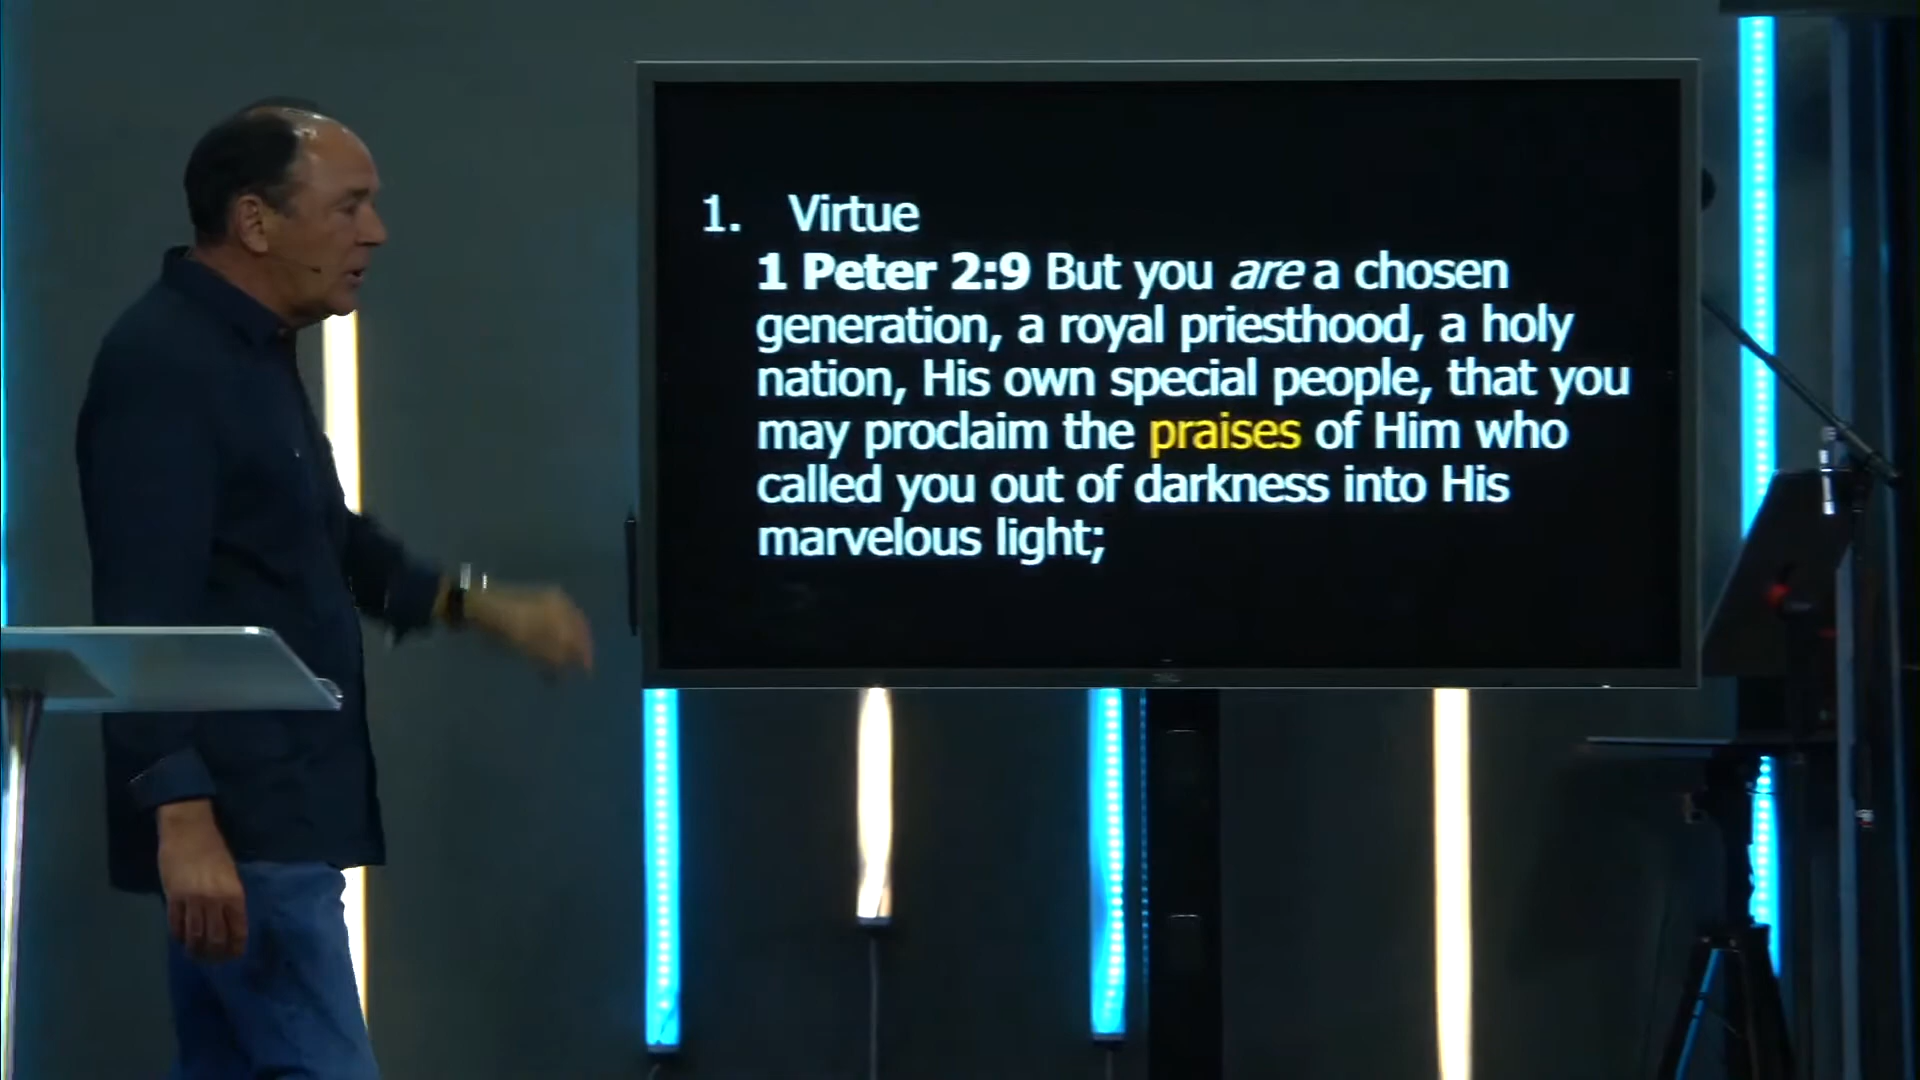 1. Virtue
1 Peter 2:9 But you are a chosen
generation, a royal priesthood, a holy
nation, His own special people, that you
may proclaim the praises of Him who
called you out of darkness into His
marvelous light;